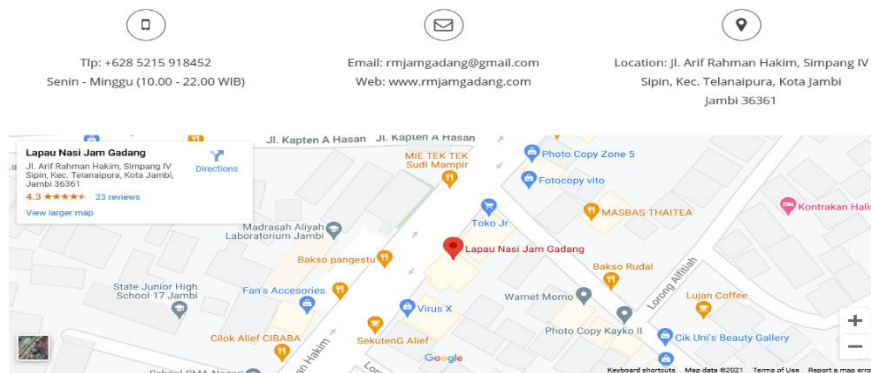 Tlp: +628 5215 918452
Senin - Minggu (10.00 - 22.00 WIB)
Email: rmjamgadang@gmail.com
Web: www.rmjamgadang.com
Location: Jl. Arif Rahman Hakim, Simpang IV
Sipin, Kec. Telanaipura, Kota Jambi
Jambi 36361
Lapau Nasi Jam Gadang
Jl. Arif Rahman Hakim, Simpang IV
Sipin, Kec. Telanaipura, Kota Jambi,
Jambi 36361
4.3
23 reviews
View larger map
Directions
Jl. Kapten A Hasan
Jl. Kapten A Hasan
MIE TEK TEK
Sudi Mampir
Photo Copy Zone 5
Fotocopy vito
Kontrakan Hali
MASBAS THAITEA
Toko Jr
Madrasah Aliyah
Laboratorium Jambi
Lapau Nasi Jam Gadang
Bakso pangestu
Bakso Rudal
Lorong Alfitiah
State Junior High
School 17 Jambi
Fan's Accesories
Virus X
Warnet Momo
Lujan Coffee
Cilok Alief CIBABA
SekutenG Alief
Photo Copy Kayko II
Cik Uni's Beauty Gallery
Google
Keyboard shortcuts
Map data ©2021
Terms of Use
Report a map erro